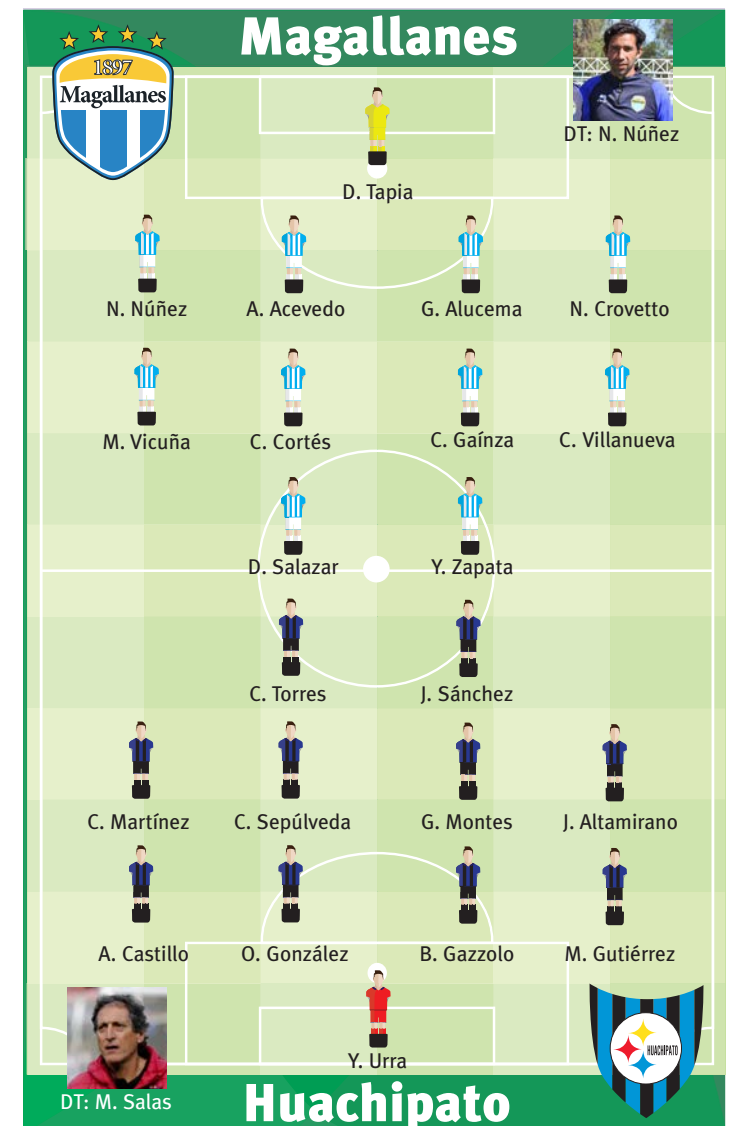 Magallanes
1897
Magallanes
DT: N. Núñez
D. Tapia
N. Núñez A. Acevedo G. Alucema N. Crovetto
M. Vicuña C. Cortés C. Gaínza C. Villanueva
D. Salazar Y. Zapata
C. Torres J. Sánchez
C. Martínez C. Sepúlveda G. Montes J. Altamirano
A. Castillo O. González B. Gazzolo M. Gutiérrez
HUACHIPATO
Y. Urra
DT: M. Salas
Huachipato